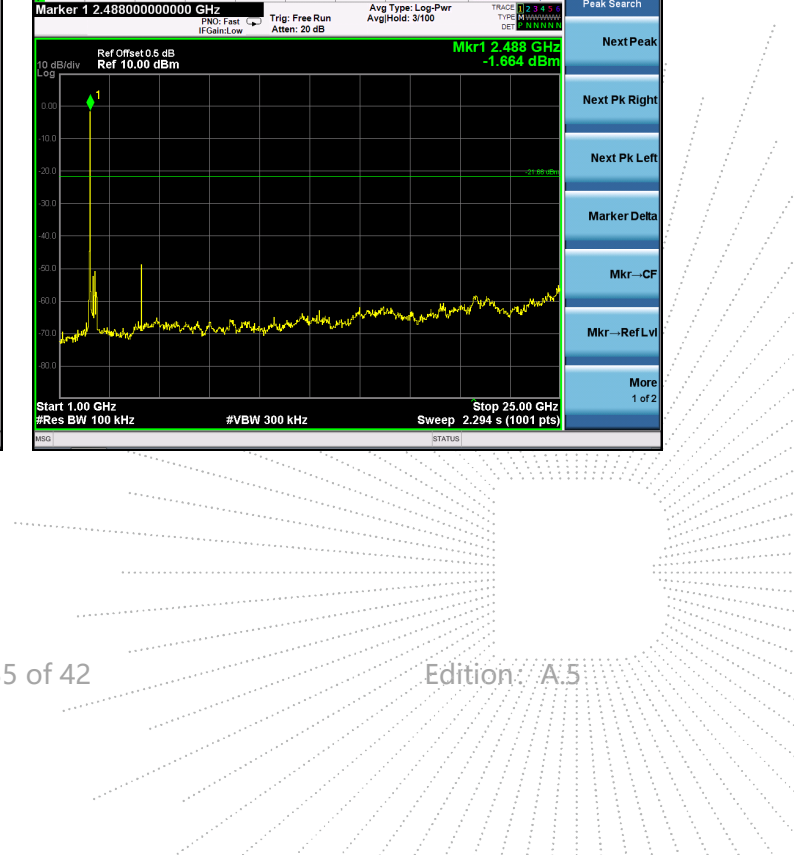 Marker 1 2.488000000000 GHz
PNO: Fast
IFGain:Low
Trig: Free Run
Atten: 20 dB
Avg Type: Log-Pwr
Avg|Hold: 3/100
TRACE 1 2 3 4 5 6
TYPE M WWWWW
DET P N N N N N
Peak Search
Ref Offset 0.5 dB
Mkr1 2.488 GHz
10 dB/div Ref 10.00 dBm
-1.664 dBm
Log
1
0.00
-10.0
-20.0
-30.0
-40.0
-50.0
-60.0
-70.0
-80.0
Start 1.00 GHz
Stop 25.00 GHz
#Res BW 100 kHz
#VBW 300 kHz
Sweep 2.294 s (1001 pts)
MSG
STATUS
Next Peak
Next Pk Right
Next Pk Left
Marker Delta
Mkr→CF
Mkr→Ref Lvl
More
1 of 2
5 of 42
Edition: A.5